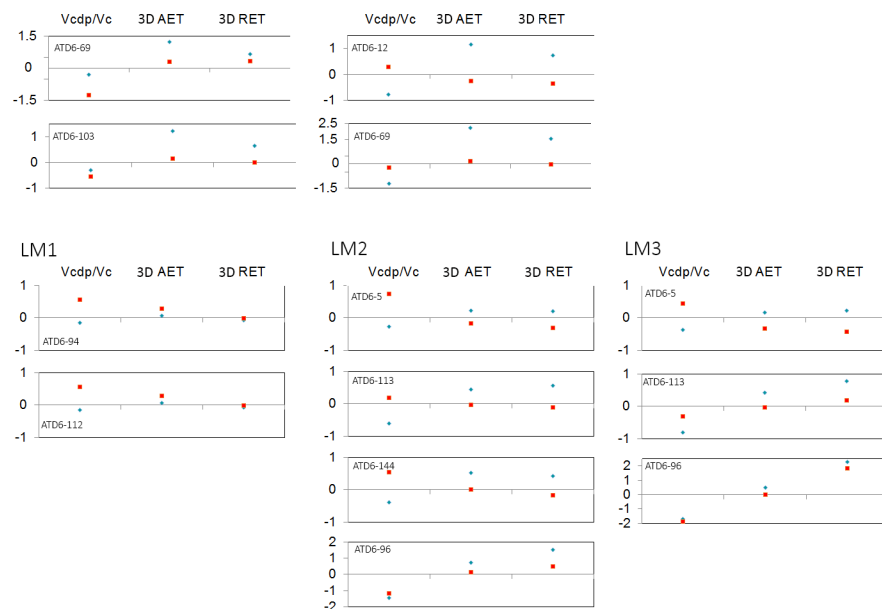 Vcdp/Vc 3D AET 3D RET
1.5
ATD6-69
0
-1.5
ATD6-103
1
0
-1
Vcdp/Vc 3D AET 3D RET
1
ATD6-12
0
-1
2.5
ATD6-69
0
-1.5
LM1
Vcdp/Vc 3D AET 3D RET
1
0
ATD6-94
-1
1
0
ATD6-112
-1
LM2
Vcdp/Vc 3D AET 3D RET
1
ATD6-5
0
-1
1
ATD6-113
0
-1
1
ATD6-144
0
-1
2
ATD6-96
1
0
-1
-2
LM3
Vcdp/Vc 3D AET 3D RET
1
ATD6-5
0
-1
1
ATD6-113
0
-1
ATD6-96
2
1
0
-1
-2